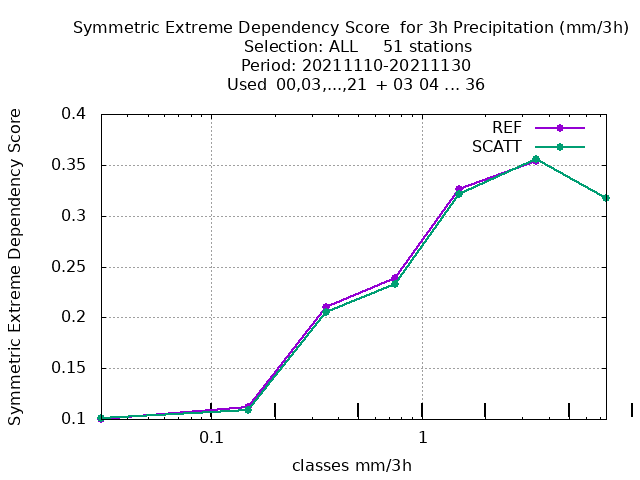 Symmetric Extreme Dependency Score  for 3h Precipitation (mm/3h)
Selection: ALL     51 stations
Period: 20211110-20211130
Used  00,03,...,21  + 03 04 ... 36
REF
SCATT
Symmetric Extreme Dependency Score
0.4
0.35
0.3
0.25
0.2
0.15
0.1
0.1
1
classes mm/3h